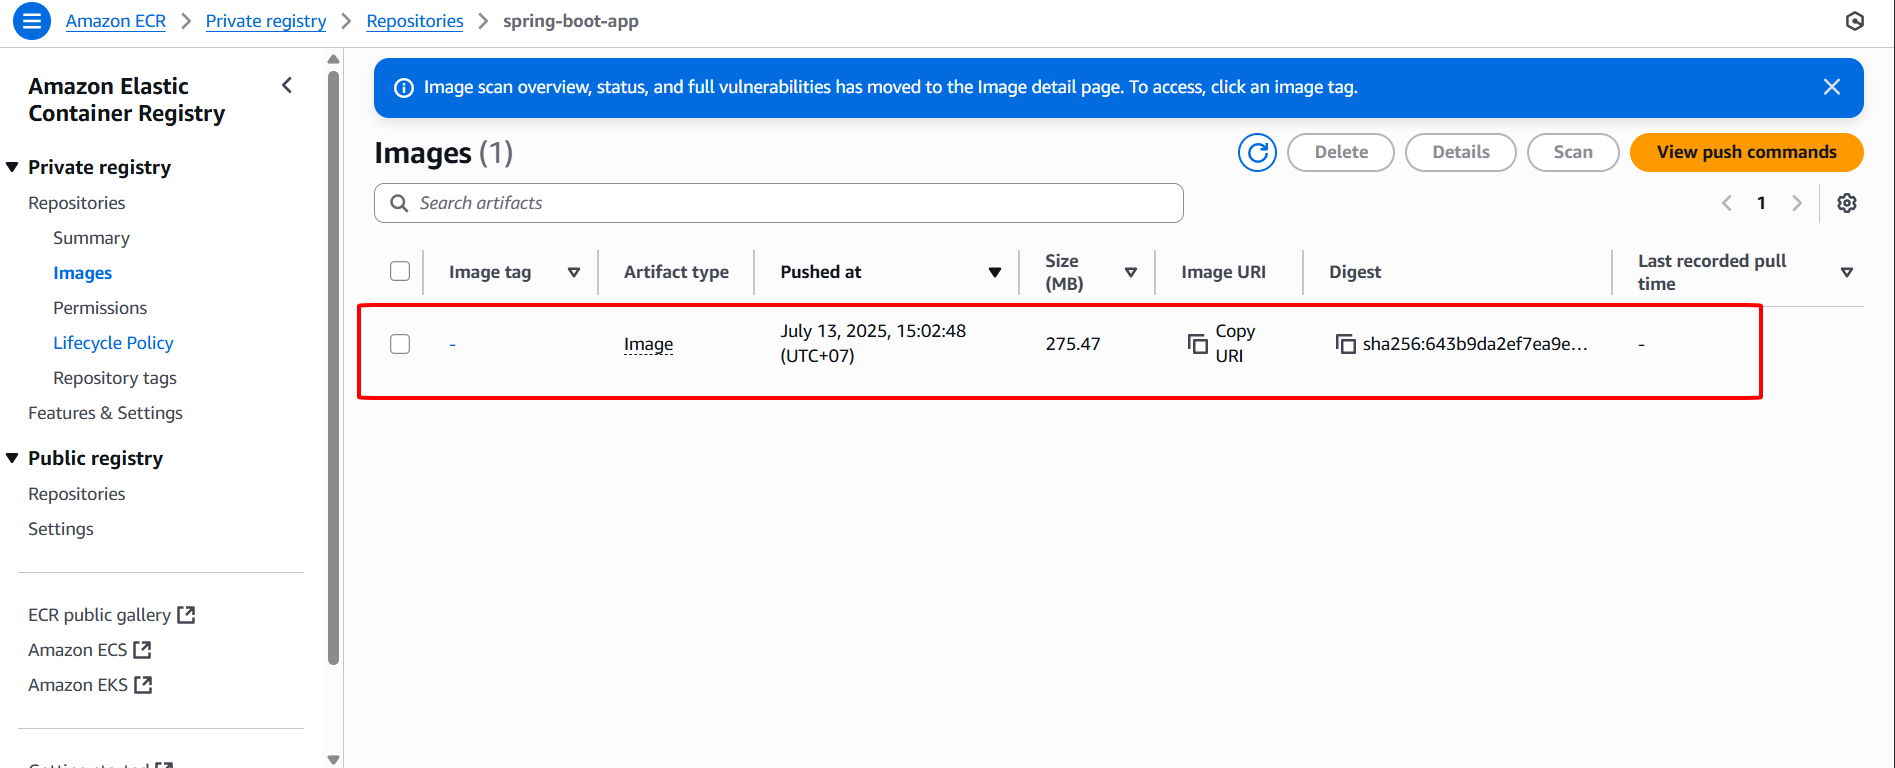 Amazon ECR > Private registry > Repositories > spring-boot-app
Amazon Elastic
Container Registry
Private registry
Repositories
Summary
Images
Permissions
Lifecycle Policy
Repository tags
Features & Settings
Public registry
Repositories
Settings
ECR public gallery
Amazon ECS
Amazon EKS
Getting started
Image scan overview, status, and full vulnerabilities has moved to the Image detail page. To access, click an image tag.
Images (1)
Delete
Details
Scan
View push commands
Search artifacts
1
Image tag
Artifact type
Pushed at
Size
(MB)
Image URI
Digest
Last recorded pull
time
-
Image
July 13, 2025, 15:02:48
(UTC+07)
275.47
Copy
URI
sha256:643b9da2ef7ea9e...
-